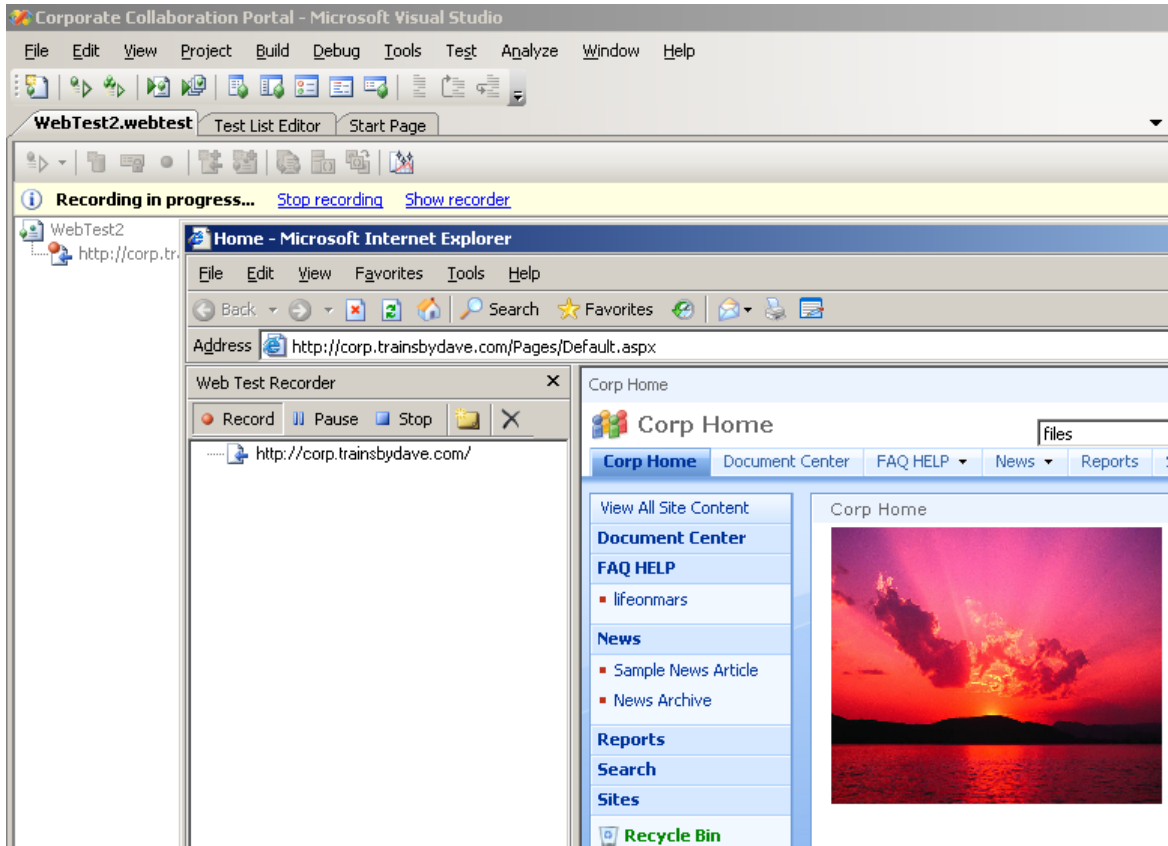 Corporate Collaboration Portal - Microsoft Visual Studio
File Edit View Project Build Debug Tools Test Analyze Window Help
WebTest2.webtest Test List Editor Start Page
Recording in progress... Stop recording Show recorder
WebTest2
http://corp.tr
Home - Microsoft Internet Explorer
File Edit View Favorites Tools Help
Back Search Favorites
Address http://corp.trainsbydave.com/Pages/Default.aspx
Web Test Recorder
Record Pause Stop
http://corp.trainsbydave.com/
Corp Home
Corp Home
files
Corp Home Document Center FAQ HELP News Reports
View All Site Content
Document Center
FAQ HELP
lifeonmars
News
Sample News Article
News Archive
Reports
Search
Sites
Recycle Bin
Corp Home